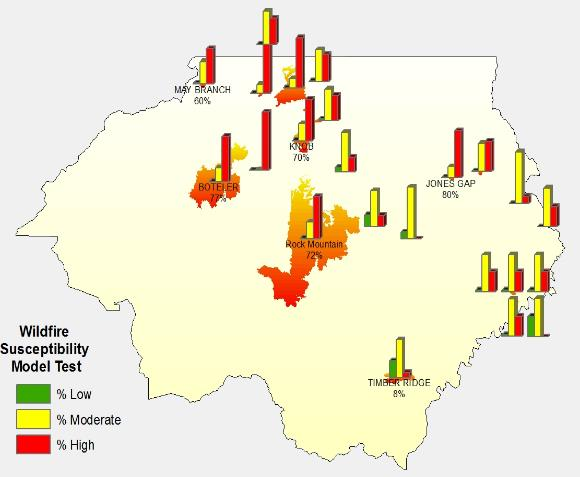 MAY BRANCH
60%
KNOB
70%
JONES GAP
80%
BOTELER
77%
Rock Mountain
72%
TIMBER RIDGE
8%
Wildfire
Susceptibility
Model Test
% Low
% Moderate
% High